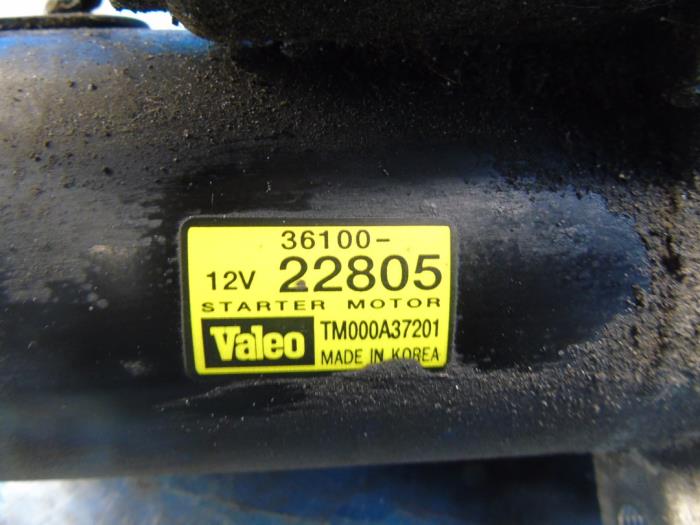 36100-
12V 22805
STARTER MOTOR
Valeo TM000A37201
MADE IN KOREA